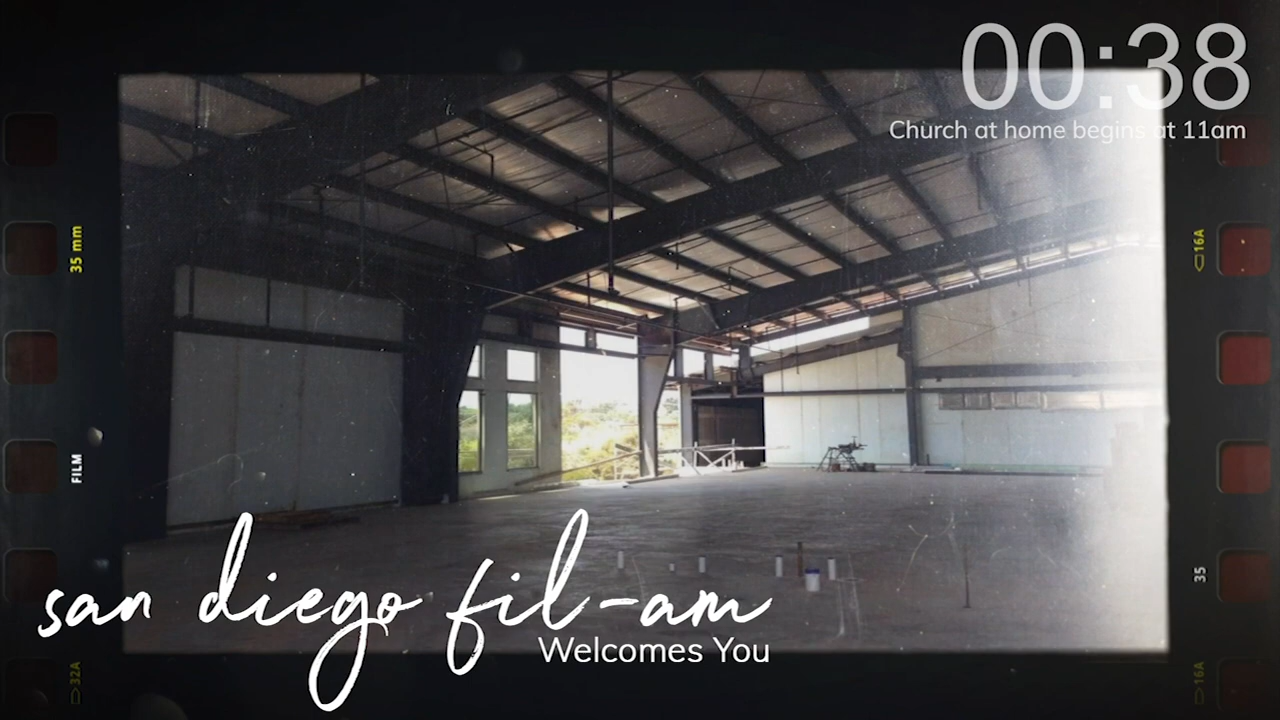 00:38
Church at home begins at 11am
35 mm
16A
FILM
35
san diego fil-am
Welcomes You
32A
16A